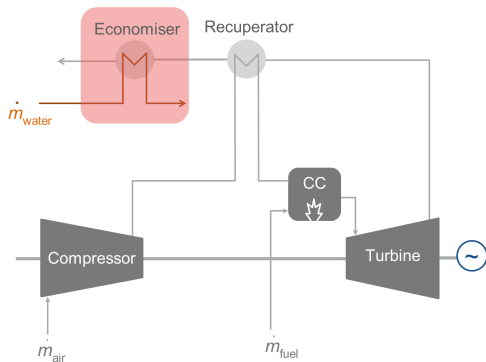 Economiser
Recuperator
ṁwater
CC
Compressor
Turbine
~
ṁair
ṁfuel